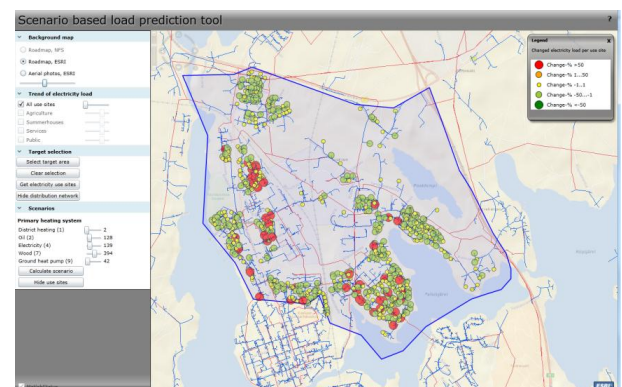 Scenario based load prediction tool
?
Background map
Roadmap, NFS
Roadmap, ESRI
Aerial photos, ESRI
Trend of electricity load
All use sites
Agriculture
Summerhouses
Services
Public
Target selection
Select target area
Clear selection
Get electricity use sites
Hide distribution network
Scenarios
Primary heating system
District heating (1) 2
Oil (2) 128
Electricity (4) 139
Wood (7) 394
Ground heat pump (9) 42
Calculate scenario
Hide use sites
Legend x
Changed electricity load per use site
Change-% >50
Change-% 1...50
Change-% -1..1
Change-% -50...-1
Change-% <-50
ESRI